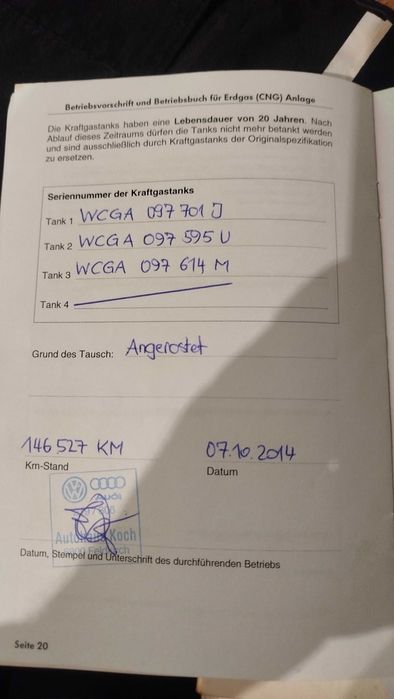 Betriebsvorschrift und Betriebsbuch für Erdgas (CNG) Anlage
Die Kraftgastanks haben eine Lebensdauer von 20 Jahren. Nach
Ablauf dieses Zeitraums dürfen die Tanks nicht mehr betankt werden
und sind ausschließlich durch Kraftgastanks der Originalspezifikation
zu ersetzen.
Seriennummer der Kraftgastanks
Tank 1 WCGA 097 701 J
Tank 2 WCGA 097 595 U
Tank 3 WCGA 097 614 M
Tank 4
Grund des Tausch: Angerostet
146.527 KM 07.10.2014
Km-Stand Datum
Audi
Autohaus Koch
Datum, Stempel und Unterschrift des durchführenden Betriebs
Seite 20